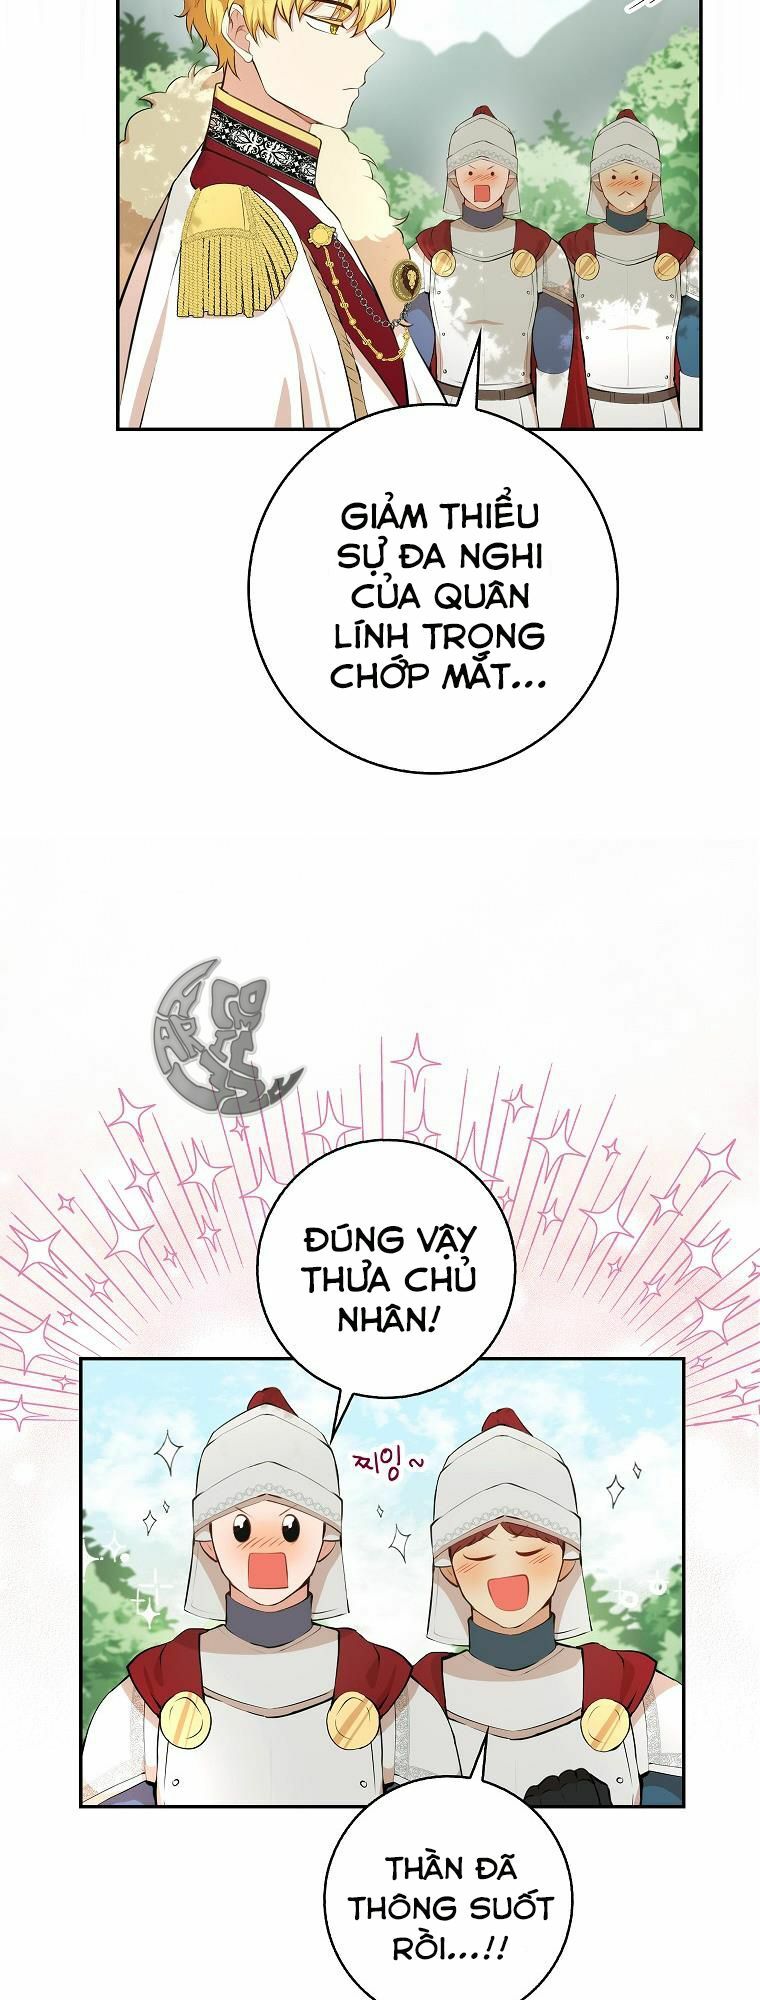 GIẢM THIỂU
SỰ ĐA NGHI
CỦA QUÂN
LÍNH TRONG
CHỚP MẮT...
ĐÚNG VẬY
THƯA CHỦ
NHÂN!
찌잉~
THẦN ĐÃ
THÔNG SUỐT
RỒI...!!